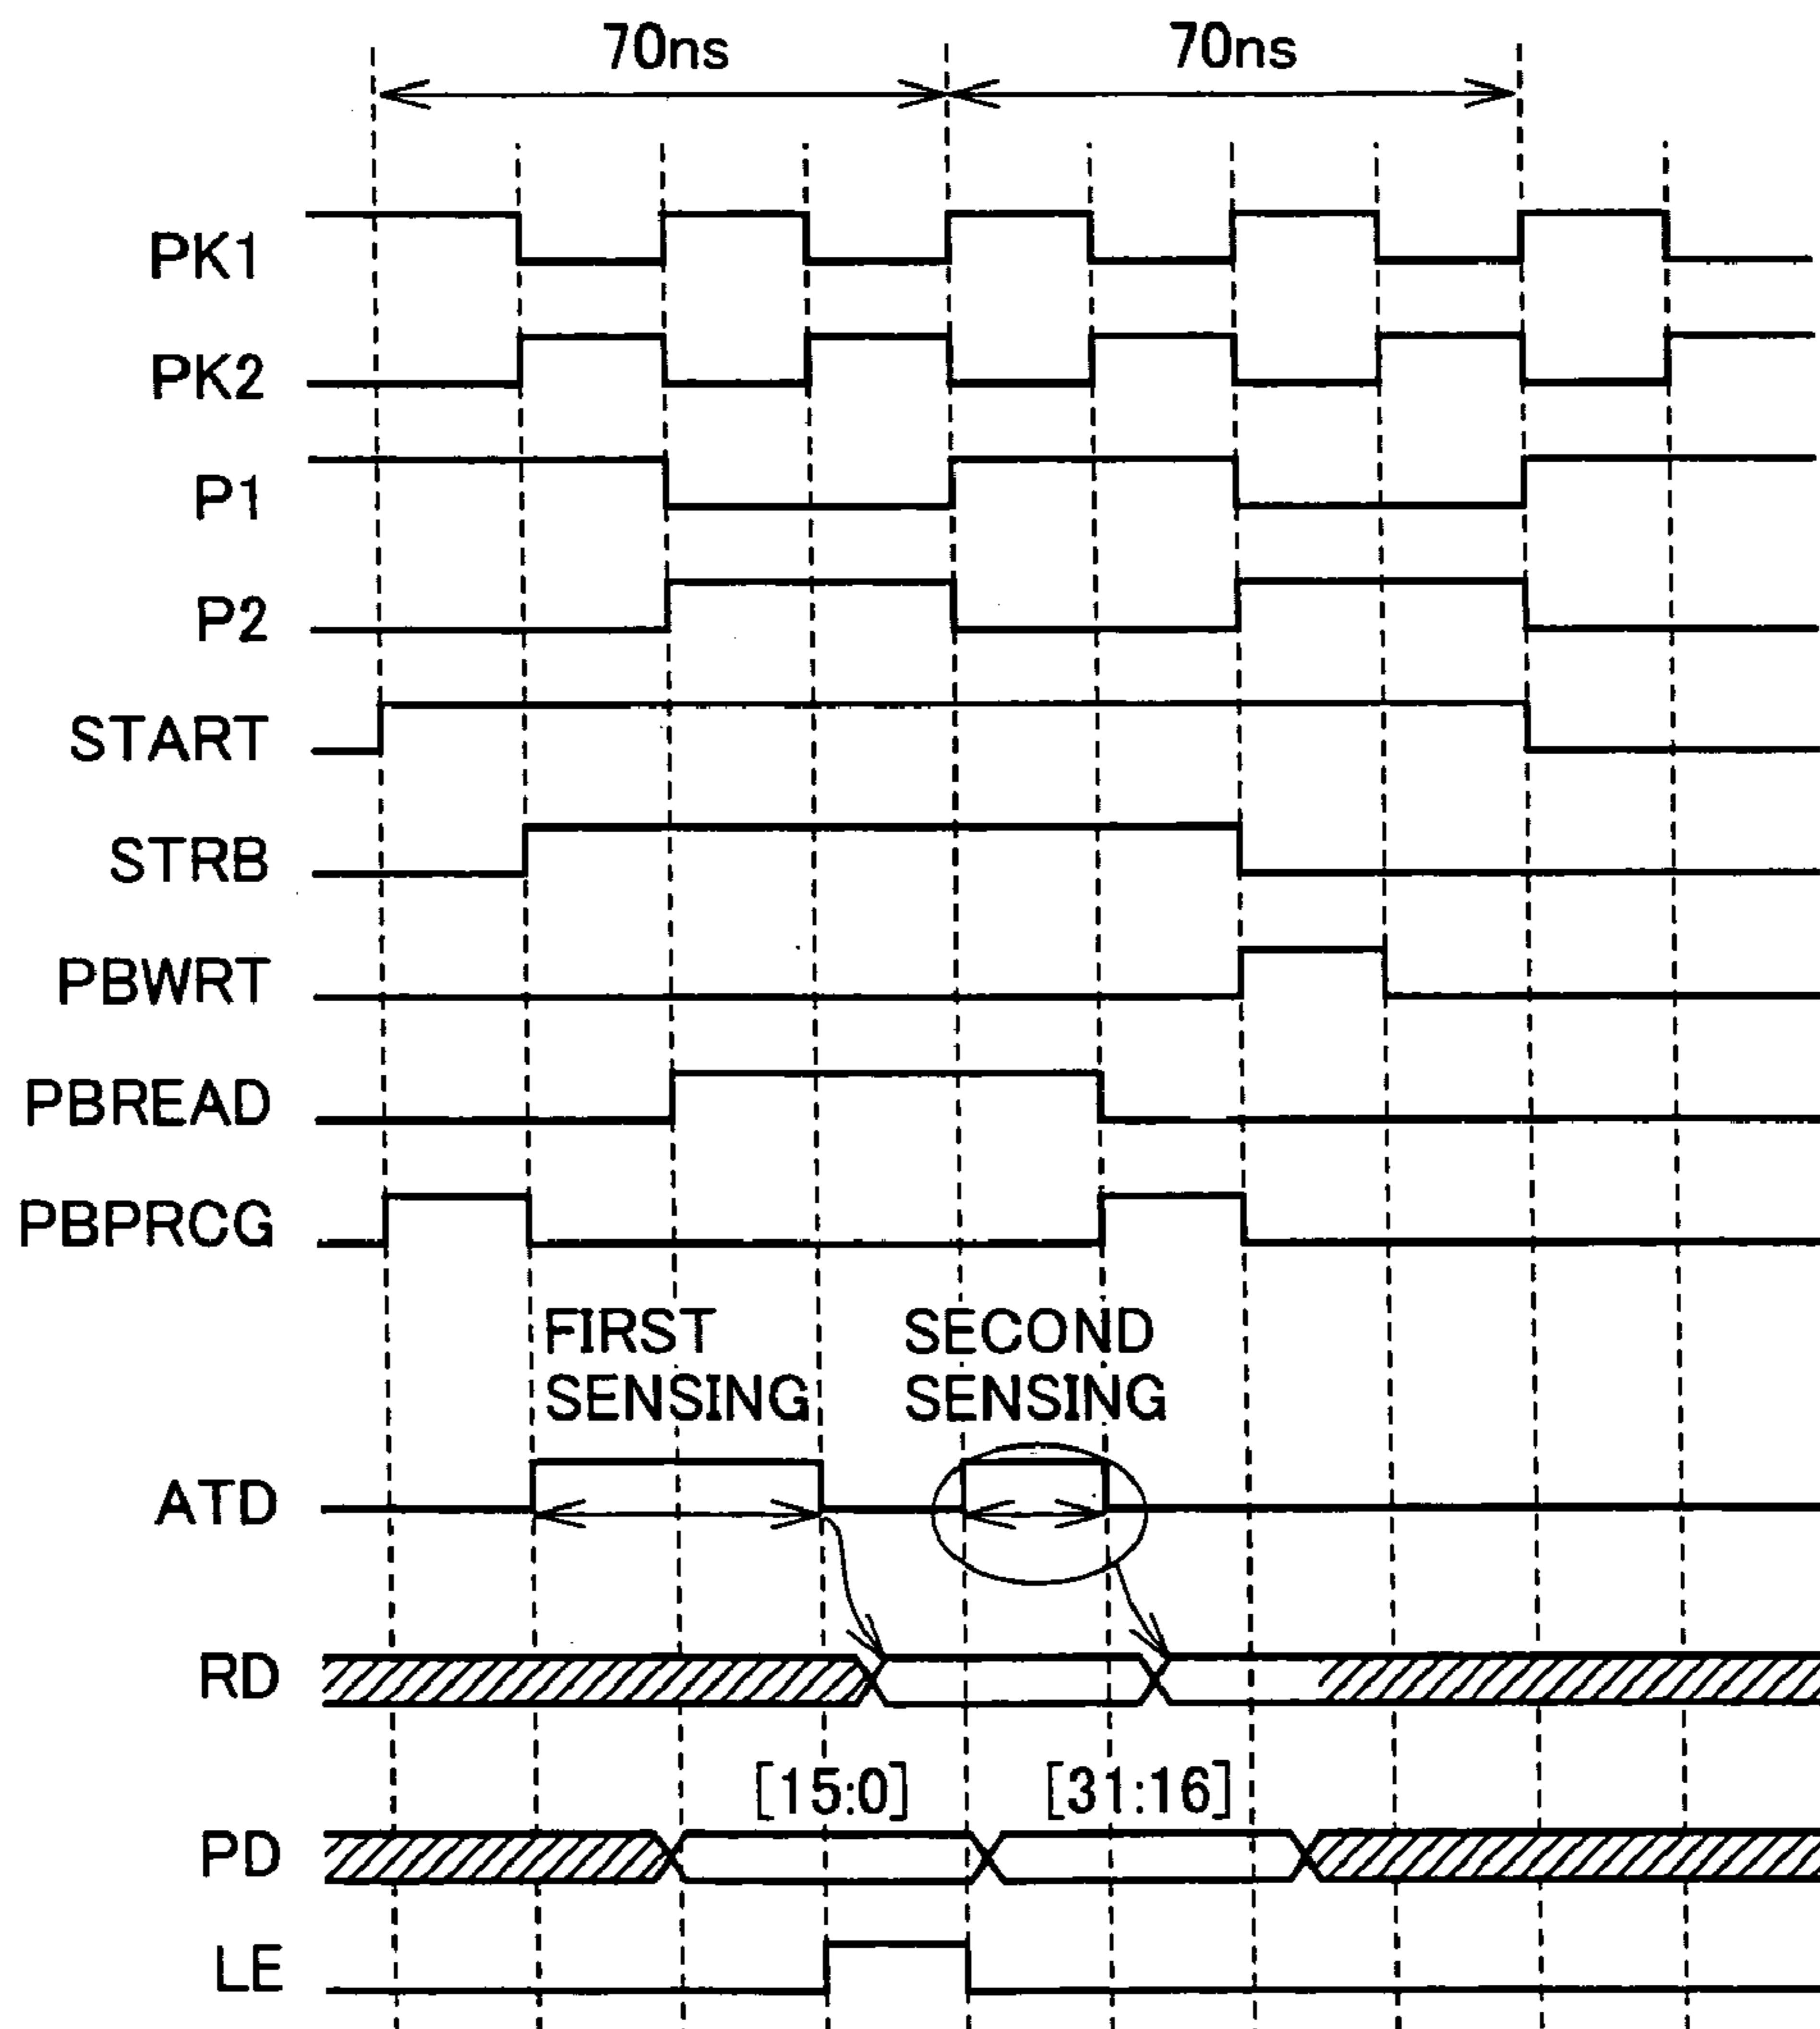 70ns 70ns
PK1
PK2
P1
P2
START
STRB
PBWRT
PBREAD
PBPRCG
FIRST SENSING
SECOND SENSING
ATD
RD
[15:0] [31:16]
PD
LE